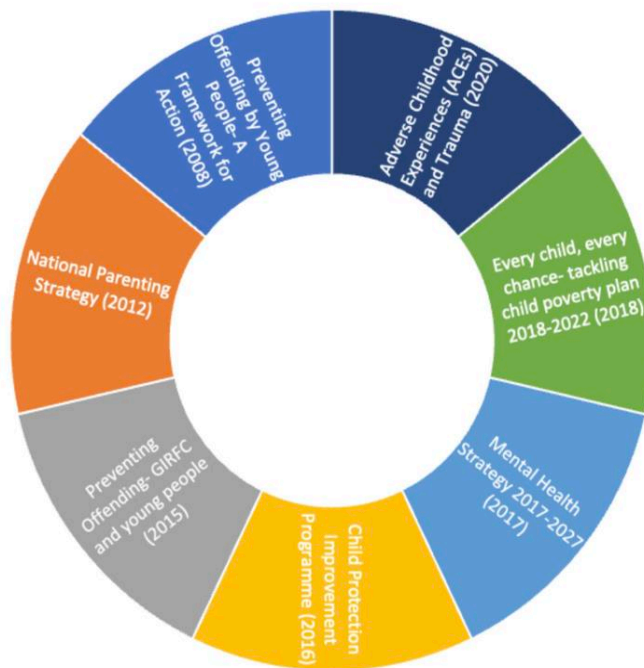 Adverse Childhood
Experiences (ACEs)
and Trauma (2020)
Every child, every
chance- tackling
child poverty plan
2018-2022 (2018)
Mental Health
Strategy 2017-2027
(2017)
Child Protection
Improvement
Programme (2016)
Preventing
Offending- GIRFC
and young people
(2015)
National Parenting
Strategy (2012)
Preventing
Offending by Young
People- A
Framework for
Action (2008)